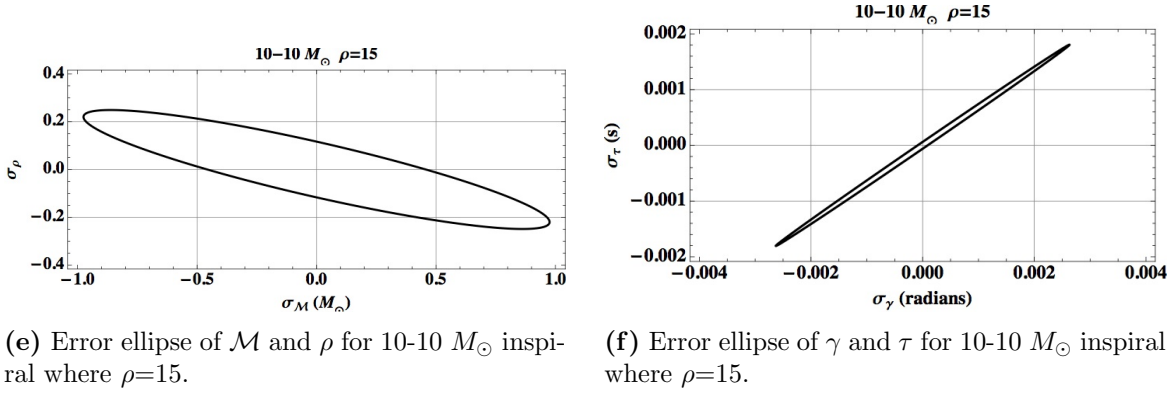 10−10 M⊙ ρ=15
0.4
0.2
0.0
−0.2
−0.4
σρ
−1.0 −0.5 0.0 0.5 1.0
σℳ (M⊙)
(e) Error ellipse of ℳ and ρ for 10-10 M⊙ inspi-
ral where ρ=15.
10−10 M⊙ ρ=15
0.002
0.001
0.000
−0.001
−0.002
στ (s)
−0.004 −0.002 0.000 0.002 0.004
σγ (radians)
(f) Error ellipse of γ and τ for 10-10 M⊙ inspiral
where ρ=15.